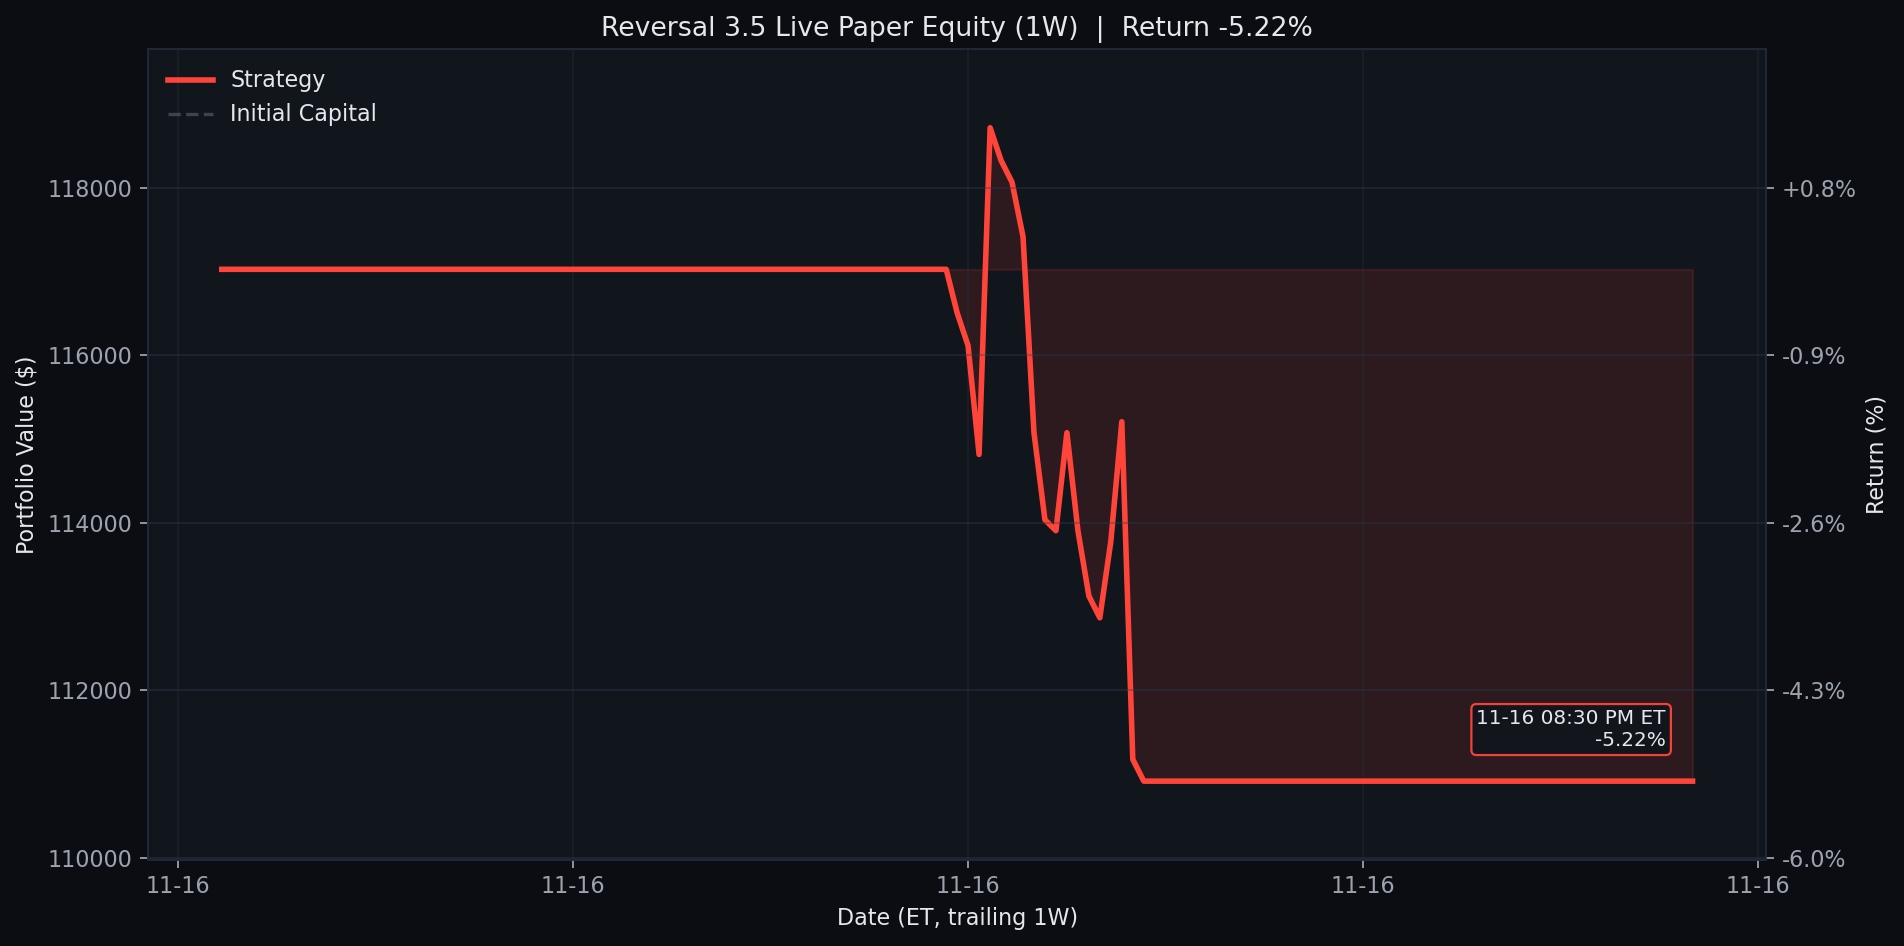 Reversal 3.5 Live Paper Equity (1W)  |  Return -5.22%
Strategy
Initial Capital
Portfolio Value ($)
118000
116000
114000
112000
110000
+0.8%
-0.9%
-2.6%
-4.3%
-6.0%
Return (%)
11-16 08:30 PM ET
-5.22%
11-16
11-16
11-16
11-16
11-16
Date (ET, trailing 1W)